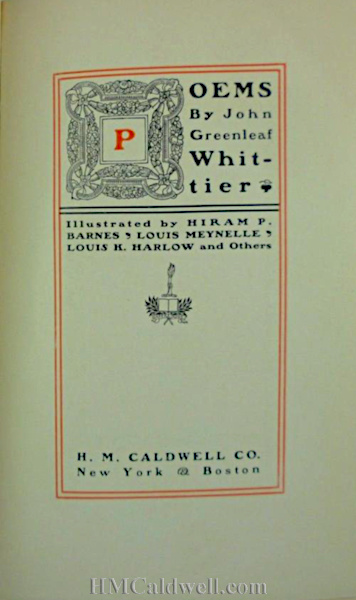 POEMS
By John
Greenleaf
Whit-
tier
Illustrated by HIRAM P.
BARNES, LOUIS MEYNELLE,
LOUIS K. HARLOW and Others
H. M. CALDWELL CO.
New York @ Boston
HMCaldwell.com